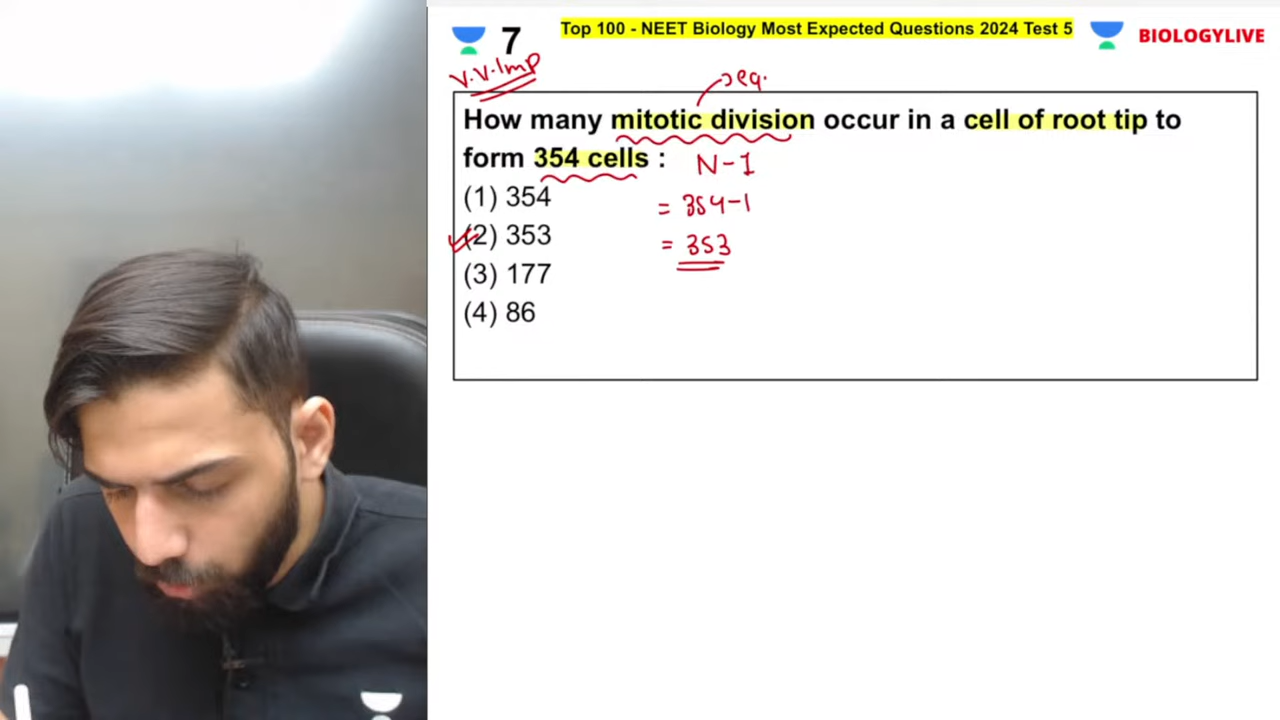 7
Top 100 - NEET Biology Most Expected Questions 2024 Test 5
BIOLOGYLIVE
V.V.Imp
eq.
How many mitotic division occur in a cell of root tip to
form 354 cells :
N-1
(1) 354
= 354-1
(2) 353
= 353
(3) 177
(4) 86